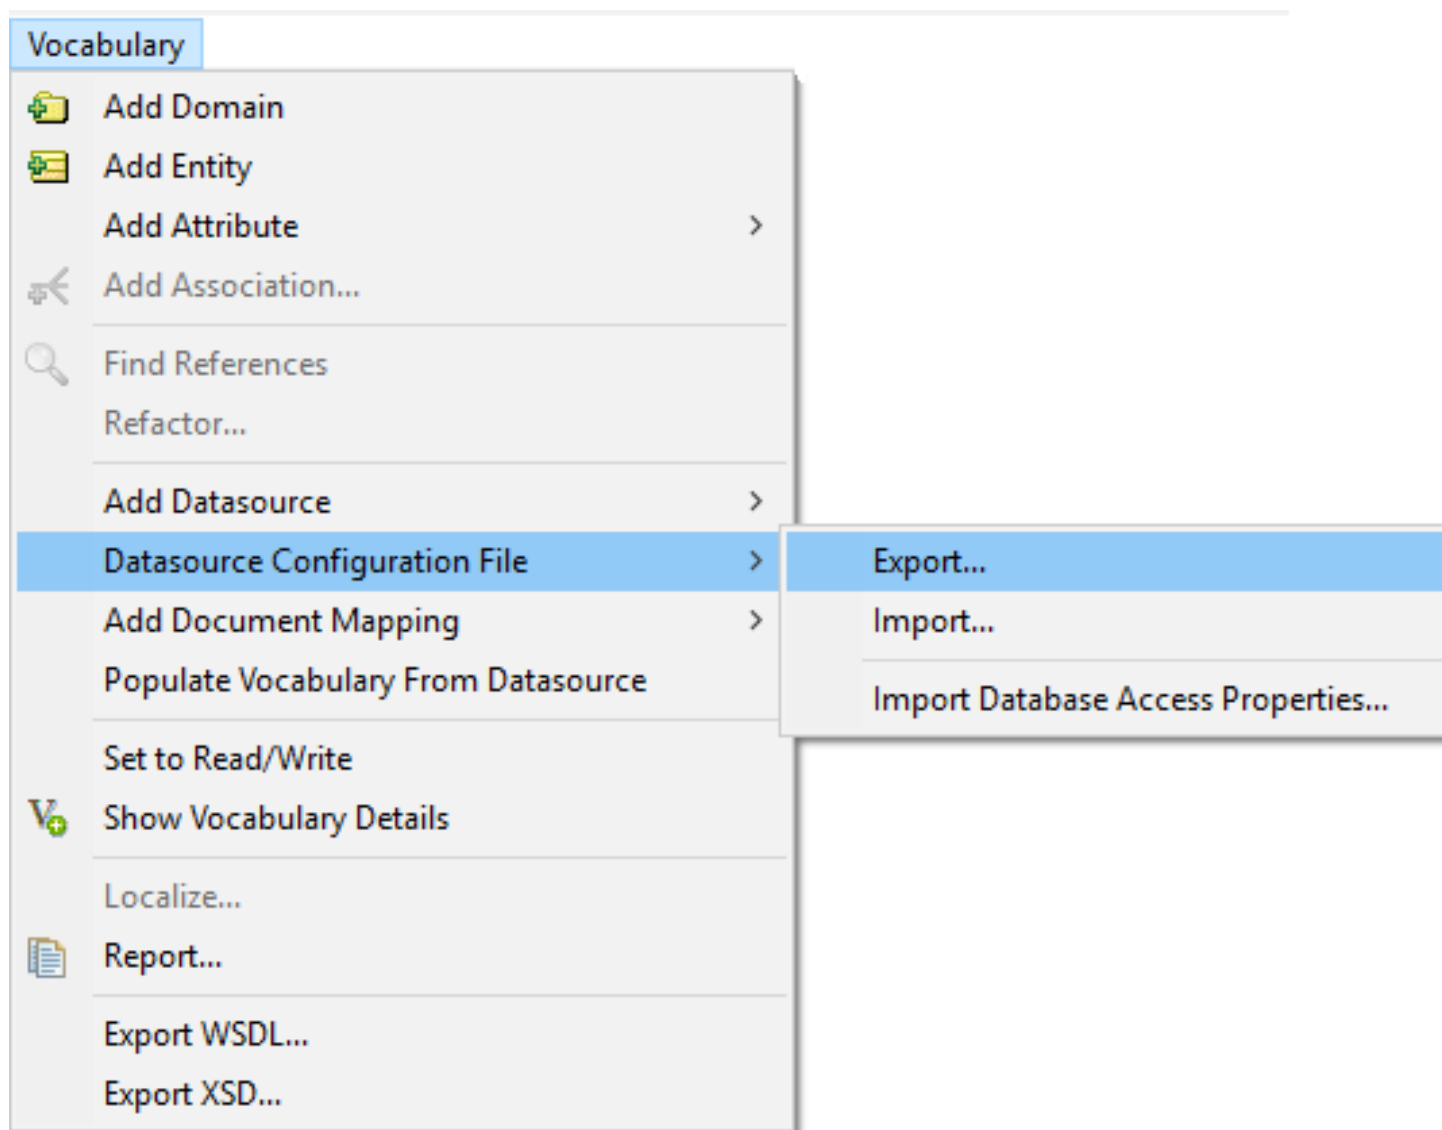 Vocabulary
Add Domain
Add Entity
Add Attribute
Add Association...
Find References
Refactor...
Add Datasource
Datasource Configuration File
Export...
Add Document Mapping
Import...
Populate Vocabulary From Datasource
Import Database Access Properties...
Set to Read/Write
Show Vocabulary Details
Localize...
Report...
Export WSDL...
Export XSD...